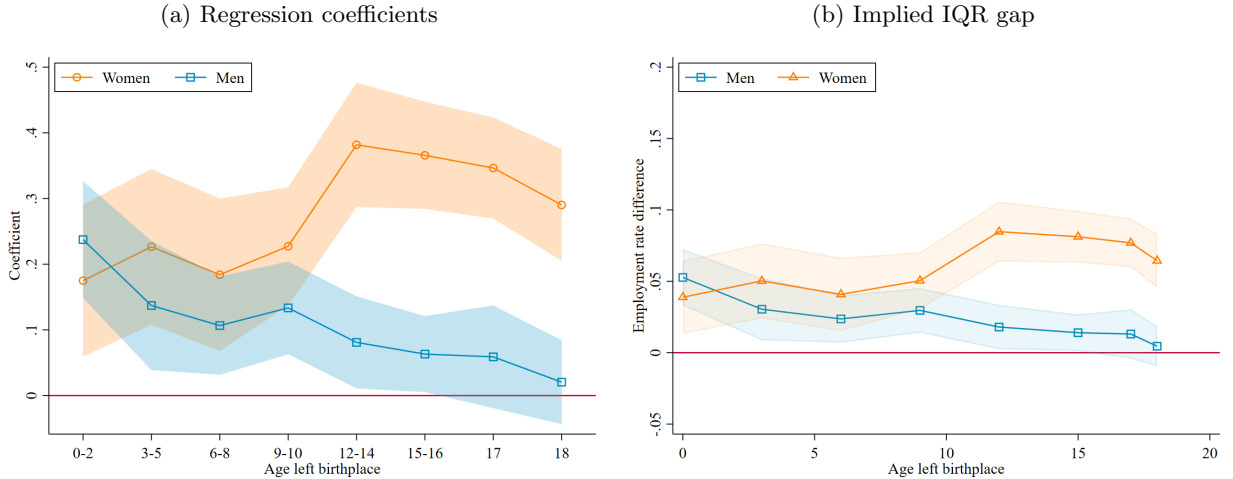 (a) Regression coefficients
Women
Men
.5
.4
.3
.2
.1
0
Coefficient
0-2
3-5
6-8
9-10
12-14
15-16
17
18
Age left birthplace
(b) Implied IQR gap
Men
Women
.2
.15
.1
.05
0
-.05
Employment rate difference
0
5
10
15
20
Age left birthplace